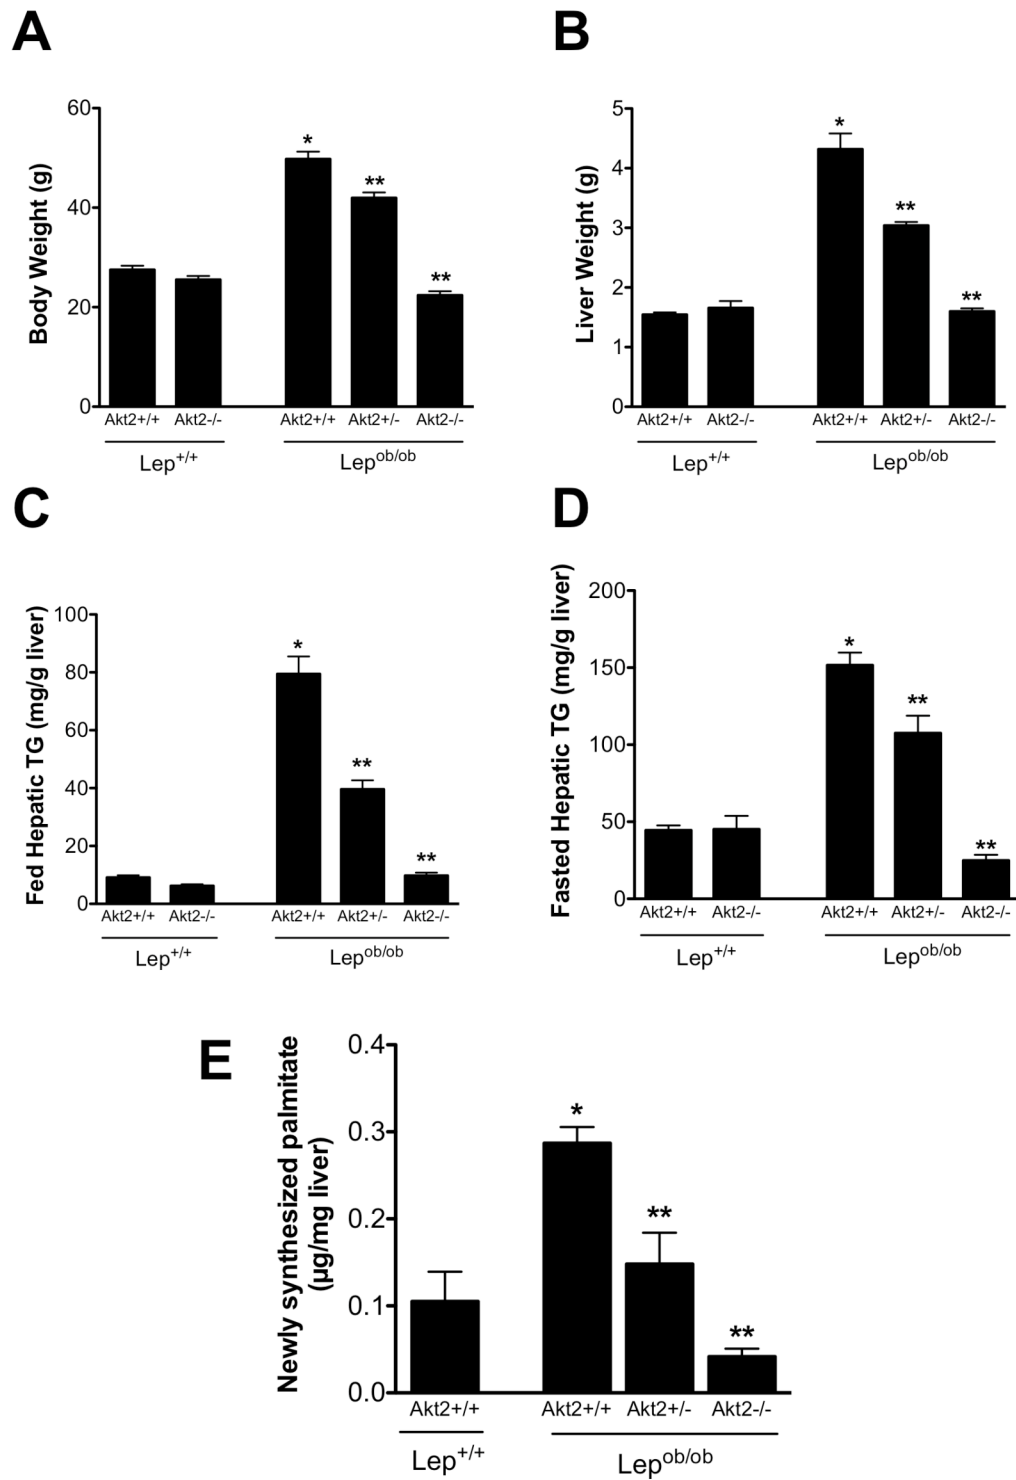 A
Body Weight (g)
60
40
20
0
*
**
**
Akt2+/+ Akt2-/- Akt2+/+ Akt2+/- Akt2-/-
Lep+/+ Lepob/ob
B
Liver Weight (g)
5
4
3
2
1
0
*
**
**
Akt2+/+ Akt2-/- Akt2+/+ Akt2+/- Akt2-/-
Lep+/+ Lepob/ob
C
Fed Hepatic TG (mg/g liver)
100
80
60
40
20
0
*
**
**
Akt2+/+ Akt2-/- Akt2+/+ Akt2+/- Akt2-/-
Lep+/+ Lepob/ob
D
Fasted Hepatic TG (mg/g liver)
200
150
100
50
0
*
**
**
Akt2+/+ Akt2-/- Akt2+/+ Akt2+/- Akt2-/-
Lep+/+ Lepob/ob
E
Newly synthesized palmitate
(µg/mg liver)
0.4
0.3
0.2
0.1
0.0
*
**
**
Akt2+/+ Akt2+/+ Akt2+/- Akt2-/-
Lep+/+ Lepob/ob